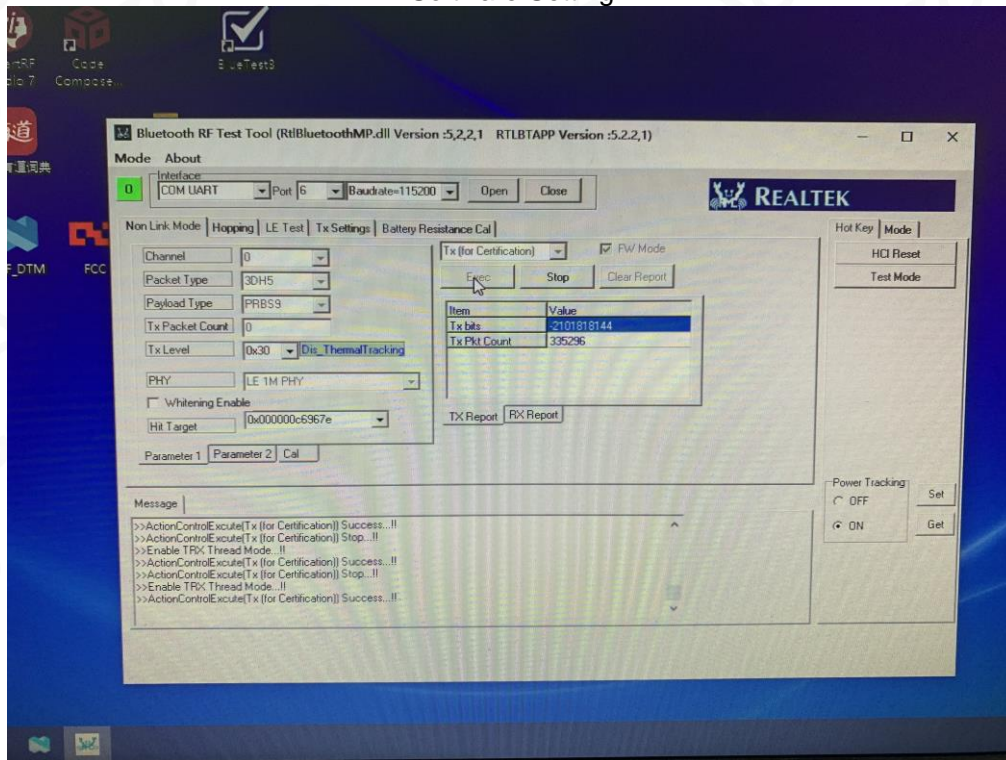 Code
Compose...
BlueTest3
Bluetooth RF Test Tool (RtlBluetoothMP.dll Version :5,2,2,1 RTLBTAPP Version :5.2.2,1)
Mode About
Interface
0 COM UART Port 6 Baudrate=115200 Open Close
REALTEK
Non Link Mode Hopping LE Test Tx Settings Battery Resistance Cal
Hot Key Mode
Channel 0
Tx (for Certification) FW Mode
HCI Reset
Packet Type 3DH5
Exec Stop Clear Report
Test Mode
Payload Type PRBS9
Item Value
Tx Packet Count 0
Tx bits -2101818144
Tx Level 0x30 Dis_ThermalTracking
Tx Pkt Count 335296
PHY LE 1M PHY
Whitening Enable
Hit Target 0x000000c6967e
TX Report RX Report
Parameter 1 Parameter 2 Cal
Power Tracking
OFF Set
ON Get
Message
>>ActionControlExcute(Tx (for Certification)) Success...!!
>>ActionControlExcute(Tx (for Certification)) Stop...!!
>>Enable TRX Thread Mode...!!
>>ActionControlExcute(Tx (for Certification)) Success...!!
>>ActionControlExcute(Tx (for Certification)) Stop...!!
>>Enable TRX Thread Mode...!!
>>ActionControlExcute(Tx (for Certification)) Success...!!
道
词典
F_DTM FCC